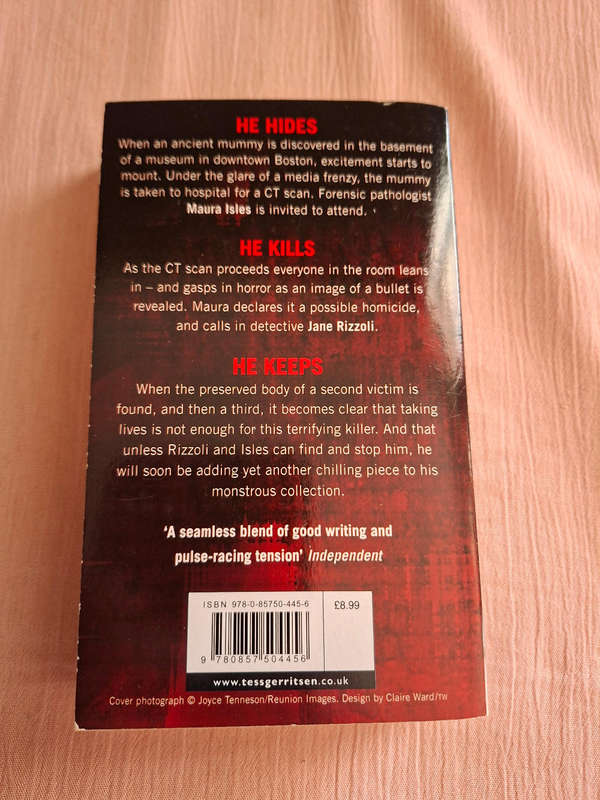 HE HIDES
When an ancient mummy is discovered in the basement
of a museum in downtown Boston, excitement starts to
mount. Under the glare of a media frenzy, the mummy
is taken to hospital for a CT scan. Forensic pathologist
Maura Isles is invited to attend.
HE KILLS
As the CT scan proceeds everyone in the room leans
in – and gasps in horror as an image of a bullet is
revealed. Maura declares it a possible homicide,
and calls in detective Jane Rizzoli.
HE KEEPS
When the preserved body of a second victim is
found, and then a third, it becomes clear that taking
lives is not enough for this terrifying killer. And that
unless Rizzoli and Isles can find and stop him, he
will soon be adding yet another chilling piece to his
monstrous collection.
‘A seamless blend of good writing and
pulse-racing tension’ Independent
ISBN 978-0-85750-445-6
£8.99
9 780857 504456
www.tessgerritsen.co.uk
Cover photograph © Joyce Tenneson/Reunion Images. Design by Claire Ward/TW